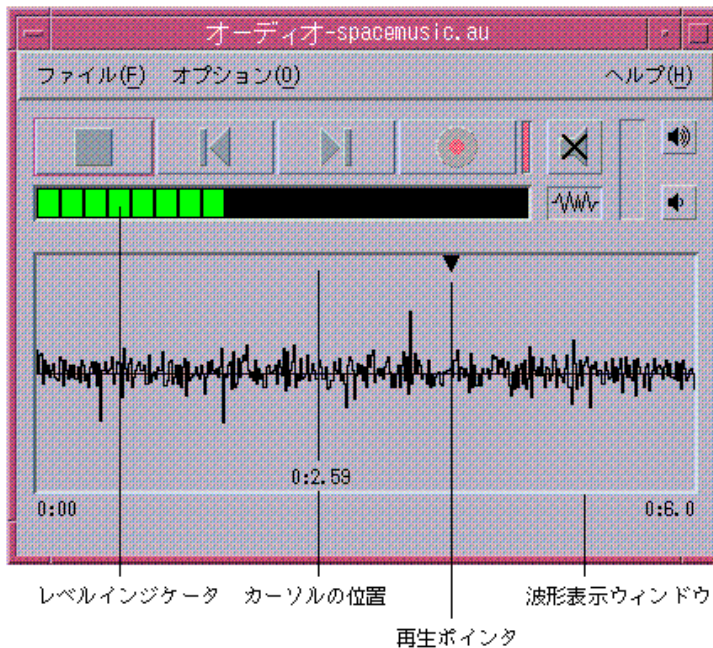 オーディオ-spacemusic.au
ファイル(F) オプション(O) ヘルプ(H)
0:2.59
0:00 0:6.0
レベルインジケータ カーソルの位置 波形表示ウィンドウ
再生ポインタ